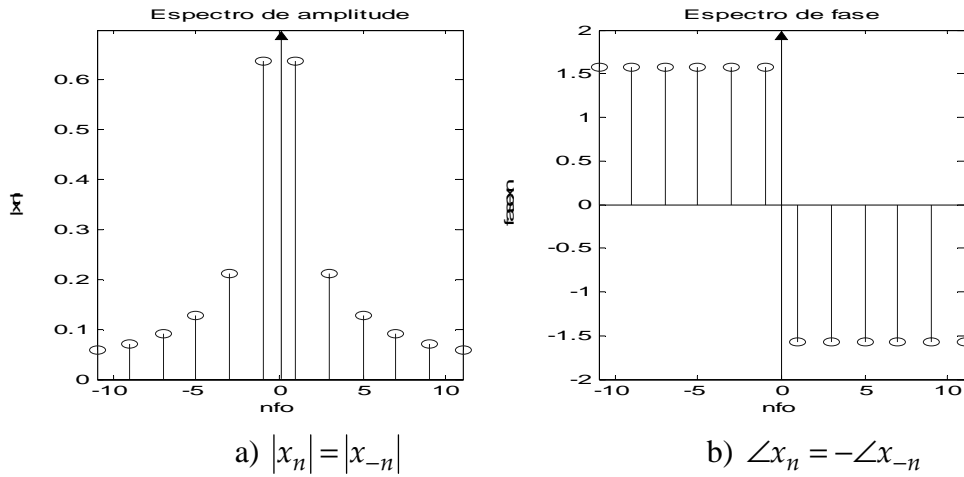 Espectro de amplitude
0.6
0.5
0.4
0.3
0.2
0.1
0
-10 -5 0 5 10
nfo
|xn|
a) |x_n| = |x_{-n}|
Espectro de fase
2
1.5
1
0.5
0
-0.5
-1
-1.5
-2
-10 -5 0 5 10
nfo
fasexn
b) ∠x_n = -∠x_{-n}